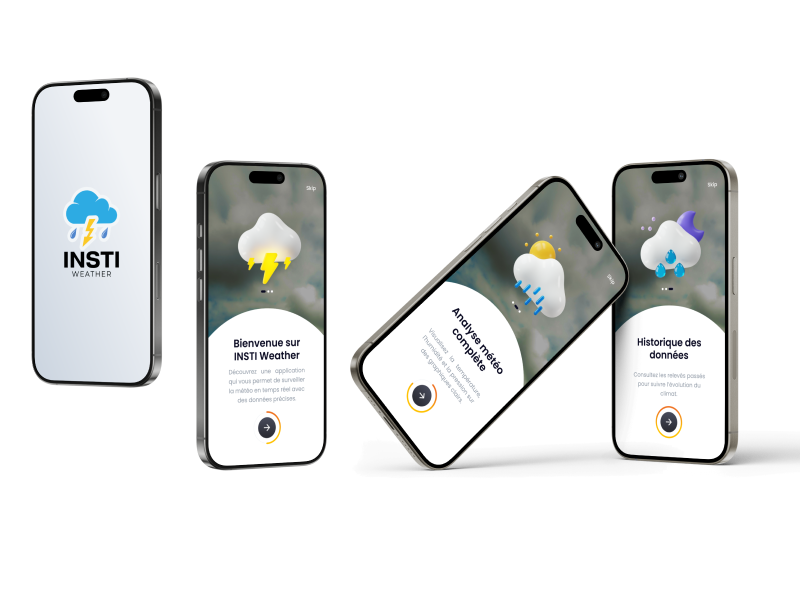 INSTI
WEATHER
Skip
Bienvenue sur
INSTI Weather
Découvrez une application
qui vous permet de surveiller
la météo en temps réel avec
des données précises.
Skip
Analyse météo
complète
Visualisez la température,
l'humidité et la pression sur
des graphiques clairs.
Skip
Historique des
données
Consultez les relevés passés
pour suivre l'évolution du
climat.